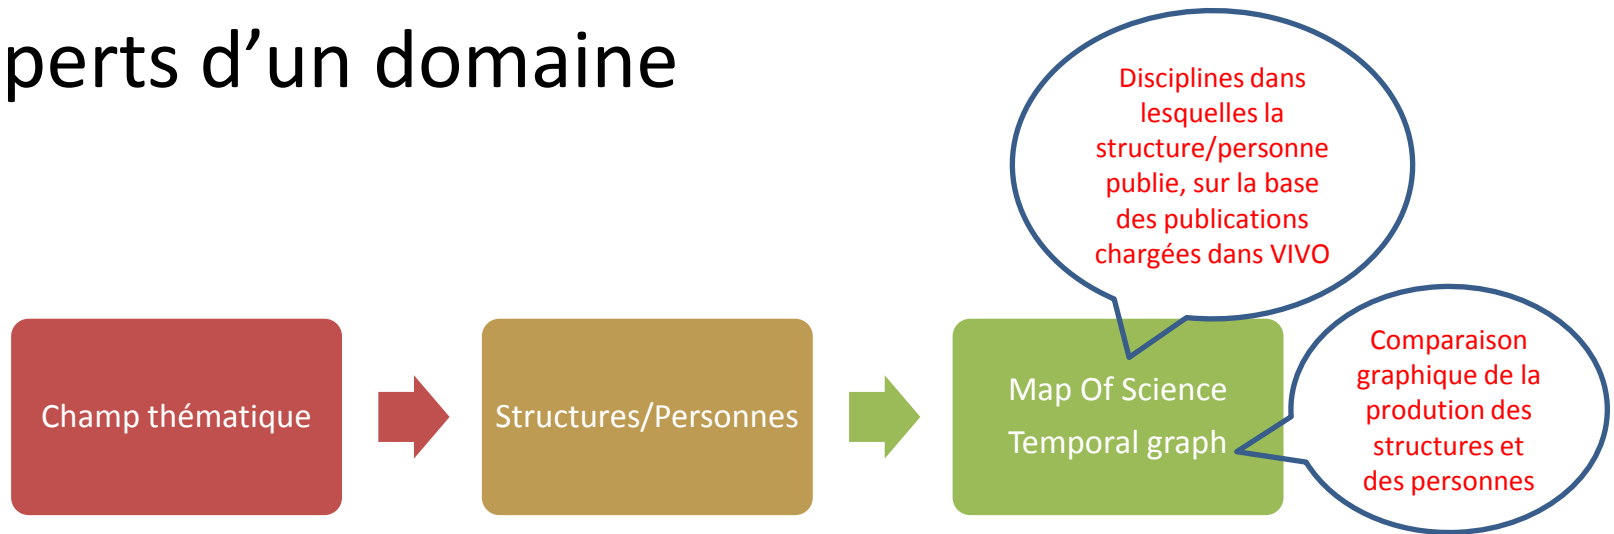 perts d’un domaine
Disciplines dans
lesquelles la
structure/personne
publie, sur la base
des publications
chargées dans VIVO
Champ thématique
Structures/Personnes
Map Of Science
Temporal graph
Comparaison
graphique de la
prodution des
structures et
des personnes